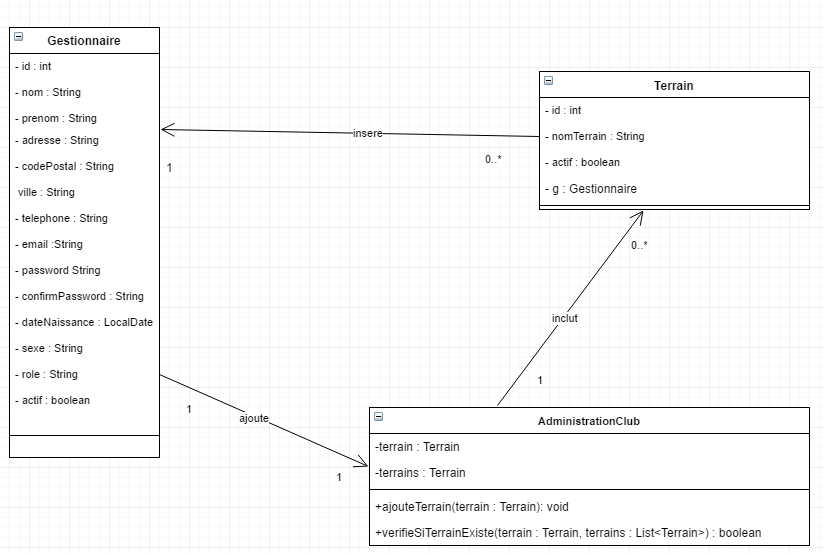 Gestionnaire
- id : int
- nom : String
- prenom : String
- adresse : String
- codePostal : String
ville : String
- telephone : String
- email :String
- password String
- confirmPassword : String
- dateNaissance : LocalDate
- sexe : String
- role : String
- actif : boolean
Terrain
- id : int
- nomTerrain : String
- actif : boolean
- g : Gestionnaire
insere
1
0..*
0..*
inclut
1
1
ajoute
1
AdministrationClub
-terrain : Terrain
-terrains : Terrain
+ajouteTerrain(terrain : Terrain): void
+verifieSiTerrainExiste(terrain : Terrain, terrains : List<Terrain>) : boolean